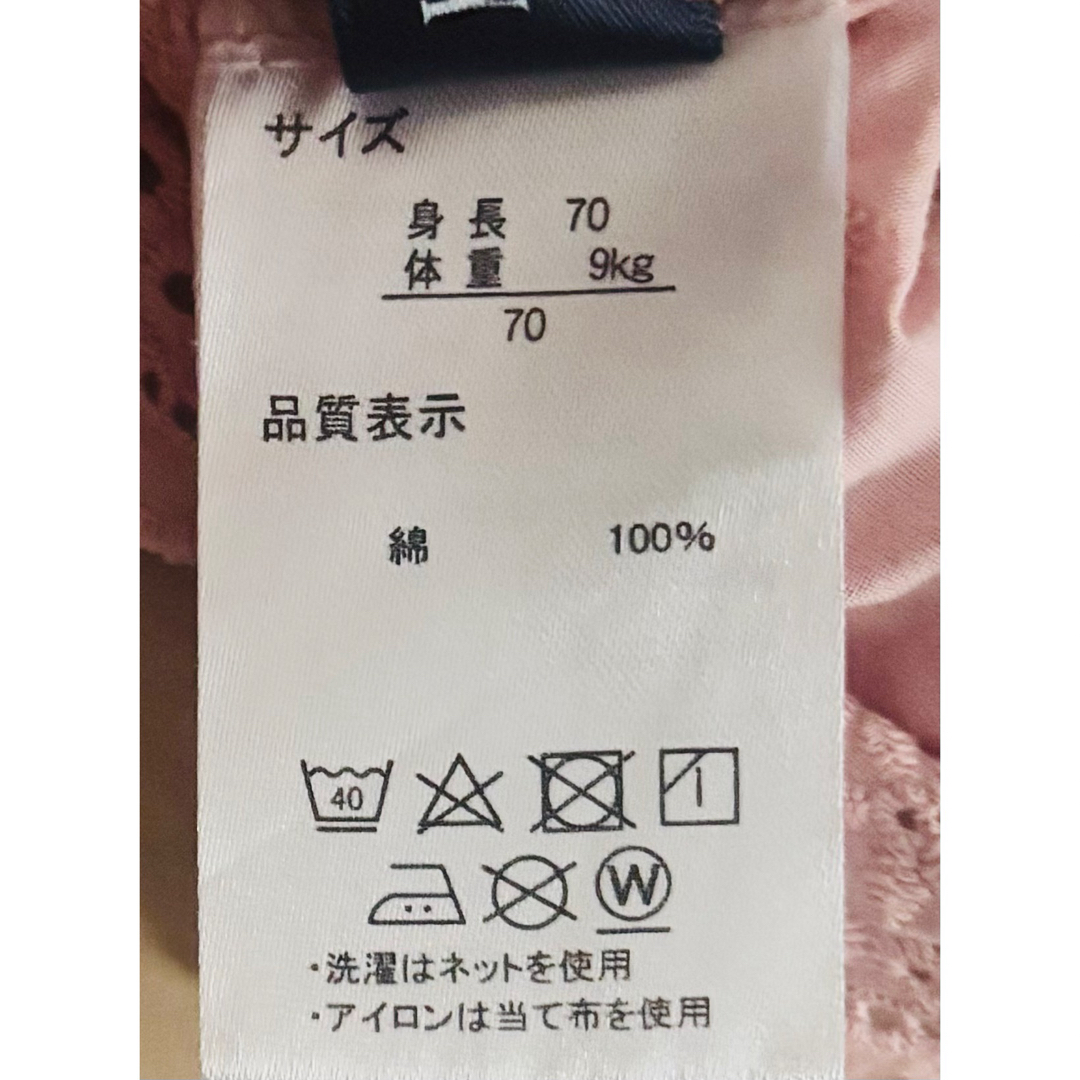 サイズ
身長 70
体重 9kg
70
品質表示
綿 100%
40
W
・洗濯はネットを使用
・アイロンは当て布を使用